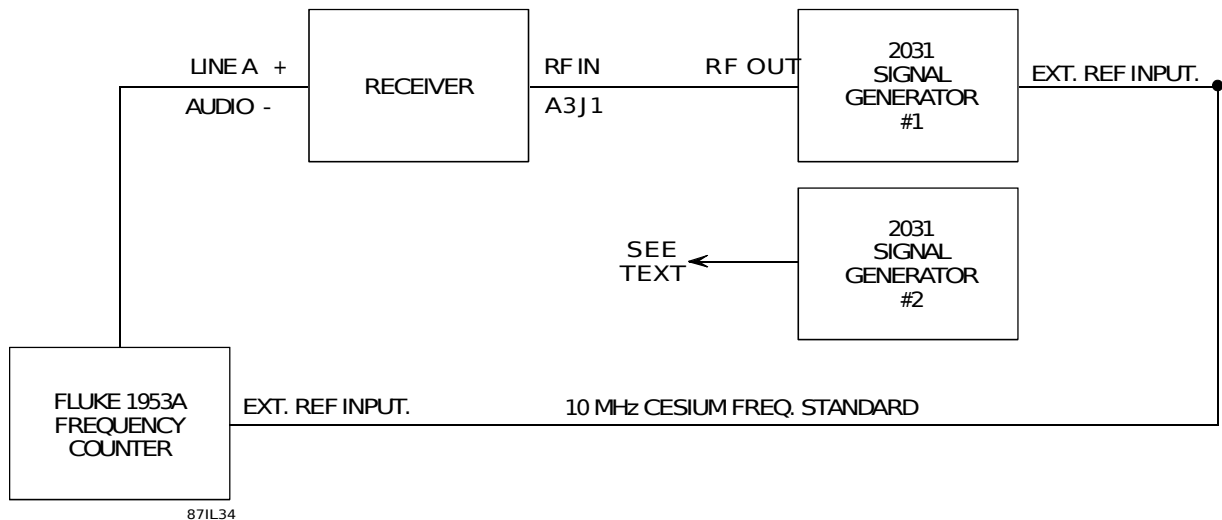 LINE A +
AUDIO -
RECEIVER
RF IN
A3J1
RF OUT
2031
SIGNAL
GENERATOR
#1
EXT. REF INPUT.
2031
SIGNAL
GENERATOR
#2
SEE
TEXT
FLUKE 1953A
FREQUENCY
COUNTER
EXT. REF INPUT.
10 MHz CESIUM FREQ. STANDARD
87IL34